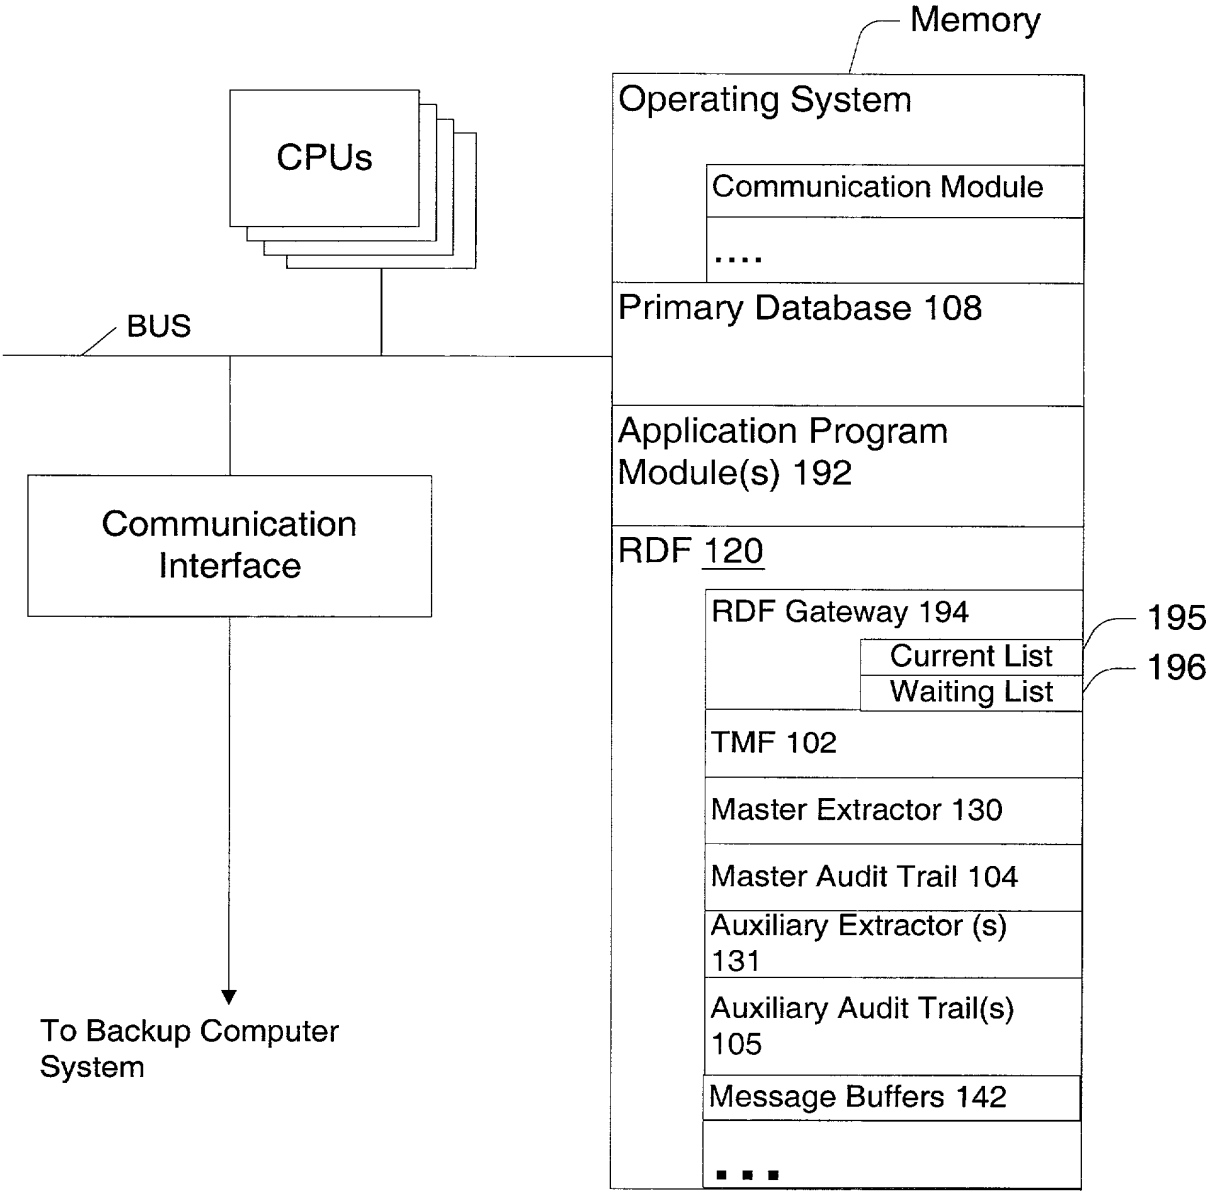 Memory
Operating System
CPUs
Communication Module
....
Primary Database 108
BUS
Application Program
Module(s) 192
Communication
Interface
RDF 120
RDF Gateway 194
195
Current List
196
Waiting List
TMF 102
Master Extractor 130
Master Audit Trail 104
Auxiliary Extractor (s)
131
Auxiliary Audit Trail(s)
105
To Backup Computer
System
Message Buffers 142
...